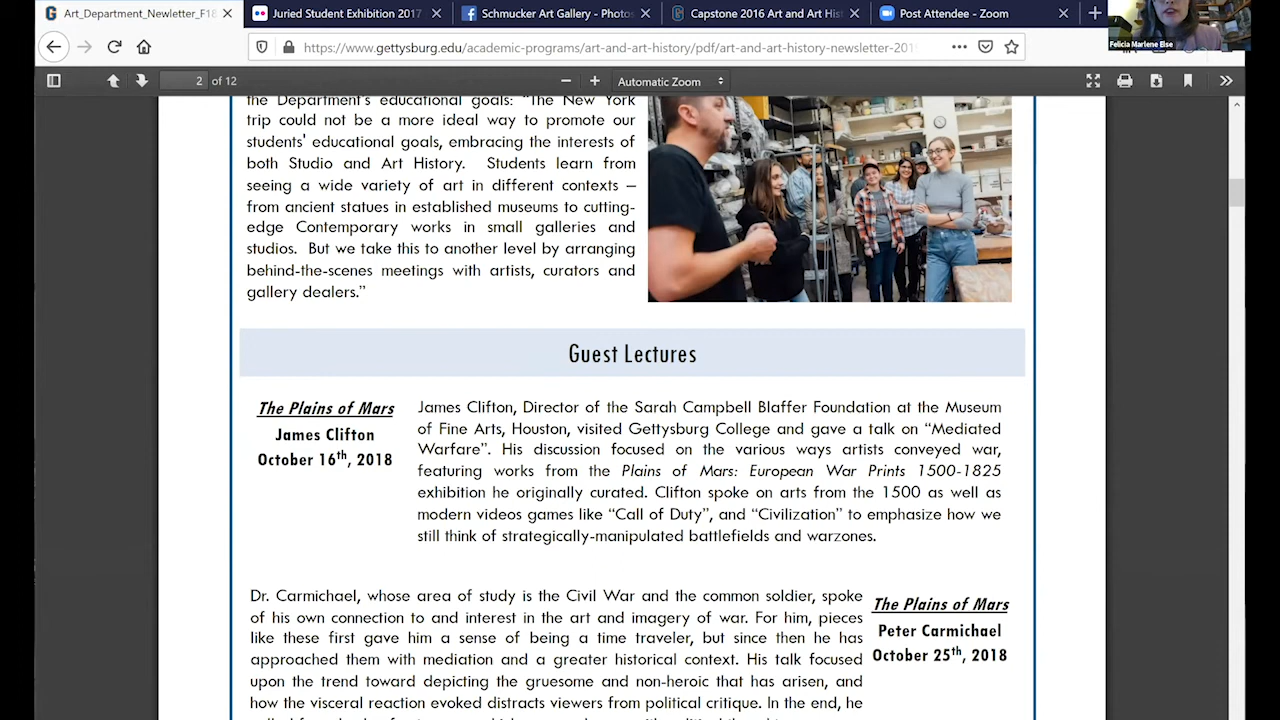 Art_Department_Newletter_F18
Juried Student Exhibition 2017
Schmucker Art Gallery - Photos
Capstone 2016 Art and Art Hist
Post Attendee - Zoom
https://www.gettysburg.edu/academic-programs/art-and-art-history/pdf/art-and-art-history-newsletter-201
Felicia Marlene Else
2 of 12
Automatic Zoom
the Department's educational goals: "The New York
trip could not be a more ideal way to promote our
students' educational goals, embracing the interests of
both Studio and Art History. Students learn from
seeing a wide variety of art in different contexts –
from ancient statues in established museums to cutting-
edge Contemporary works in small galleries and
studios. But we take this to another level by arranging
behind-the-scenes meetings with artists, curators and
gallery dealers."
Guest Lectures
The Plains of Mars
James Clifton
October 16th, 2018
James Clifton, Director of the Sarah Campbell Blaffer Foundation at the Museum
of Fine Arts, Houston, visited Gettysburg College and gave a talk on "Mediated
Warfare". His discussion focused on the various ways artists conveyed war,
featuring works from the Plains of Mars: European War Prints 1500-1825
exhibition he originally curated. Clifton spoke on arts from the 1500 as well as
modern videos games like "Call of Duty", and "Civilization" to emphasize how we
still think of strategically-manipulated battlefields and warzones.
Dr. Carmichael, whose area of study is the Civil War and the common soldier, spoke
of his own connection to and interest in the art and imagery of war. For him, pieces
like these first gave him a sense of being a time traveler, but since then he has
approached them with mediation and a greater historical context. His talk focused
upon the trend toward depicting the gruesome and non-heroic that has arisen, and
how the visceral reaction evoked distracts viewers from political critique. In the end, he
The Plains of Mars
Peter Carmichael
October 25th, 2018